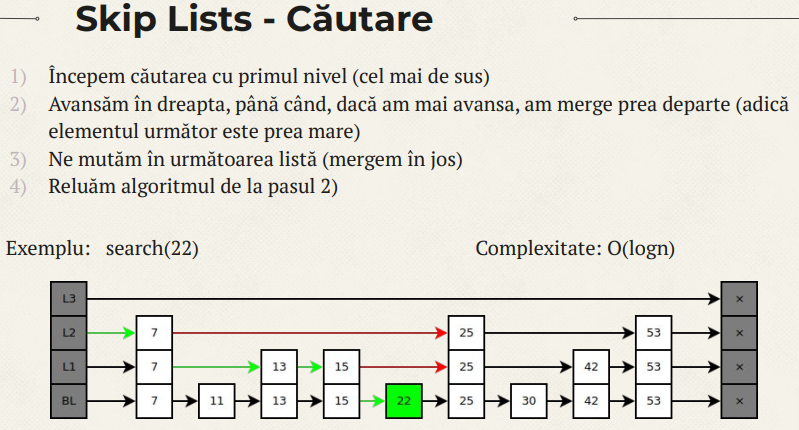 Skip Lists - Căutare
1) Începem căutarea cu primul nivel (cel mai de sus)
2) Avansăm în dreapta, până când, dacă am mai avansa, am merge prea departe (adică
elementul următor este prea mare)
3) Ne mutăm în următoarea listă (mergem în jos)
4) Reluăm algoritmul de la pasul 2)
Exemplu: search(22) Complexitate: O(logn)
L3 ×
L2 7 25 53 ×
L1 7 13 15 25 42 53 ×
BL 7 11 13 15 22 25 30 42 53 ×